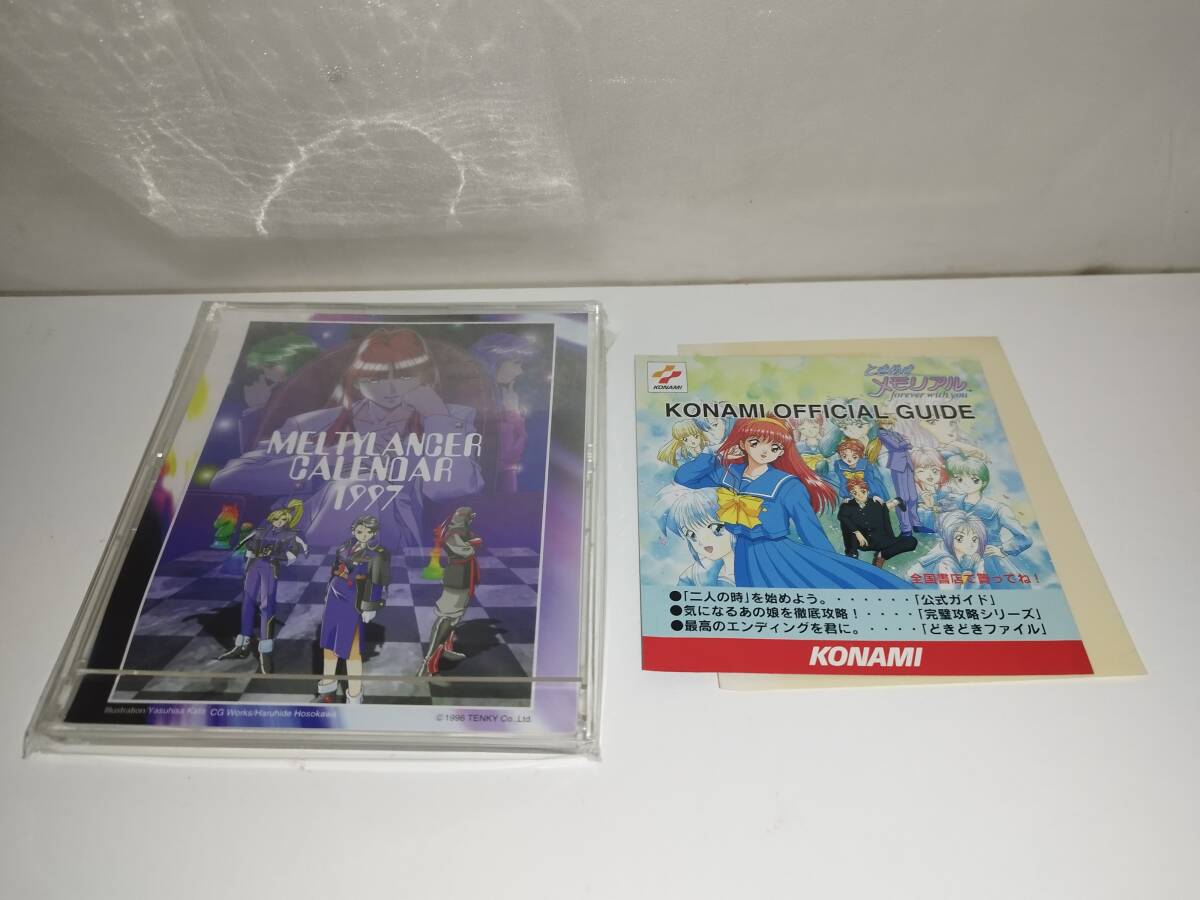 MELTYLANCER
CALENDAR
1997
Illustration/Yasuhisa Kato CG Works/Haruhide Hosokawa
©1996 TENKY Co.,Ltd.
KONAMI
ときめき
メモリアル
forever with you
KONAMI OFFICIAL GUIDE
全国書店で買ってね！
●「二人の時」を始めよう。・・・・・・「公式ガイド」
●気になるあの娘を徹底攻略！・・・・「完璧攻略シリーズ」
●最高のエンディングを君に。・・・・「どきどきファイル」
KONAMI